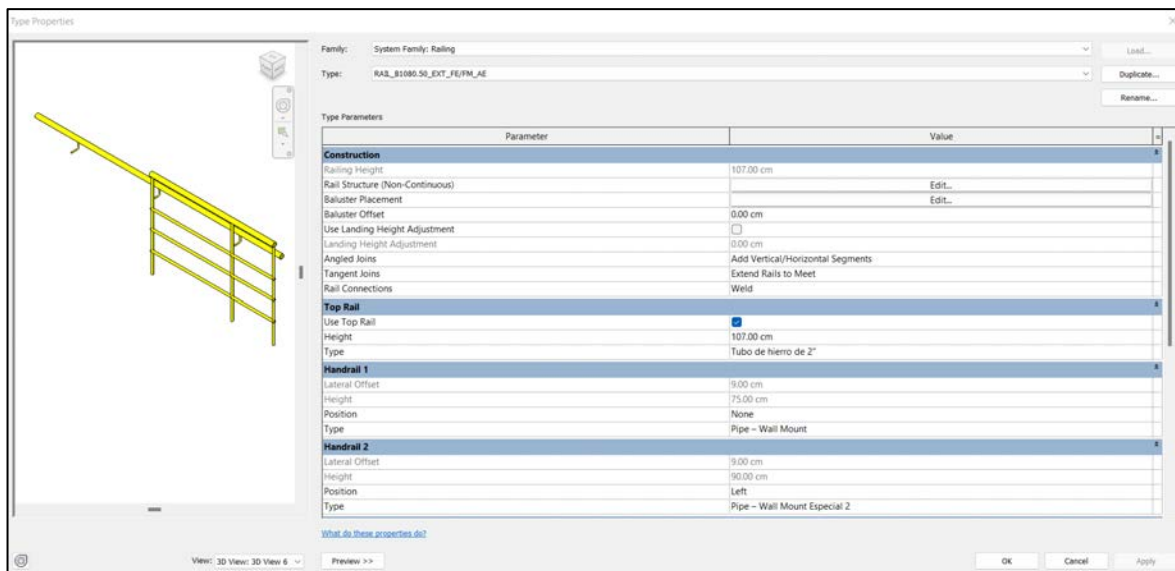 Type Properties
Family: System Family: Railing Load...
Type: RAIL_B1080.50_EXT_FE/FM_AE Duplicate...
Rename...
Type Parameters
Parameter Value =
Construction
Railing Height 107.00 cm
Rail Structure (Non-Continuous) Edit...
Baluster Placement Edit...
Baluster Offset 0.00 cm
Use Landing Height Adjustment
Landing Height Adjustment 0.00 cm
Angled Joins Add Vertical/Horizontal Segments
Tangent Joins Extend Rails to Meet
Rail Connections Weld
Top Rail
Use Top Rail
Height 107.00 cm
Type Tubo de hierro de 2"
Handrail 1
Lateral Offset 9.00 cm
Height 75.00 cm
Position None
Type Pipe – Wall Mount
Handrail 2
Lateral Offset 9.00 cm
Height 90.00 cm
Position Left
Type Pipe – Wall Mount Especial 2
What do these properties do?
View: 3D View: 3D View 6 Preview >> OK Cancel Apply